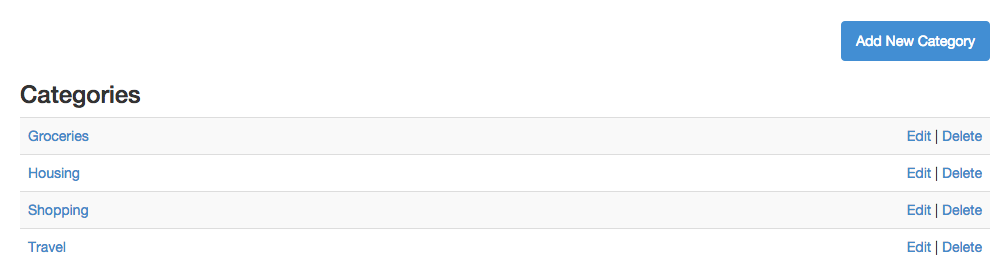 Add New Category
Categories
Groceries Edit | Delete
Housing Edit | Delete
Shopping Edit | Delete
Travel Edit | Delete